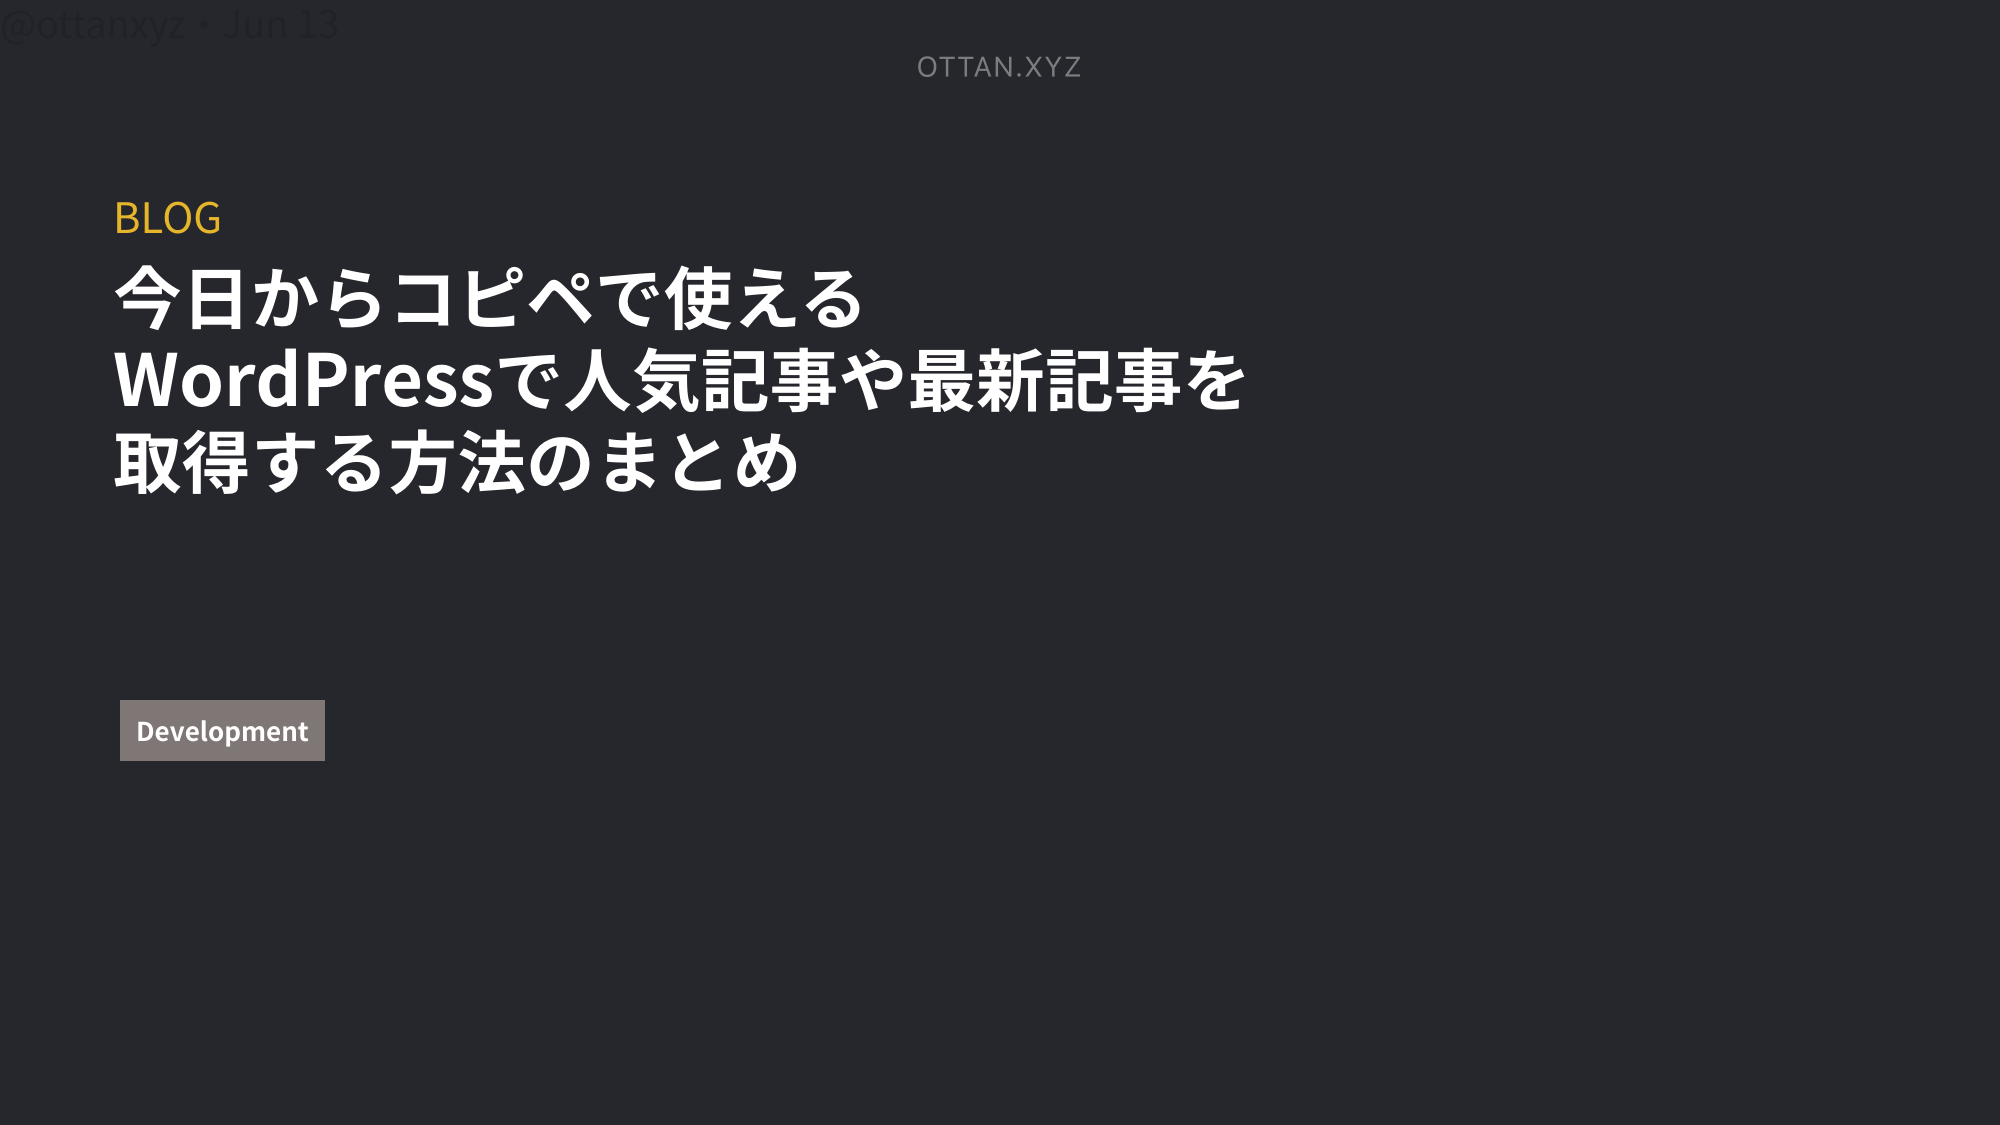 @ottanxyz・Jun 13
OTTAN.XYZ
BLOG
今日からコピペで使える
WordPressで人気記事や最新記事を
取得する方法のまとめ
Development